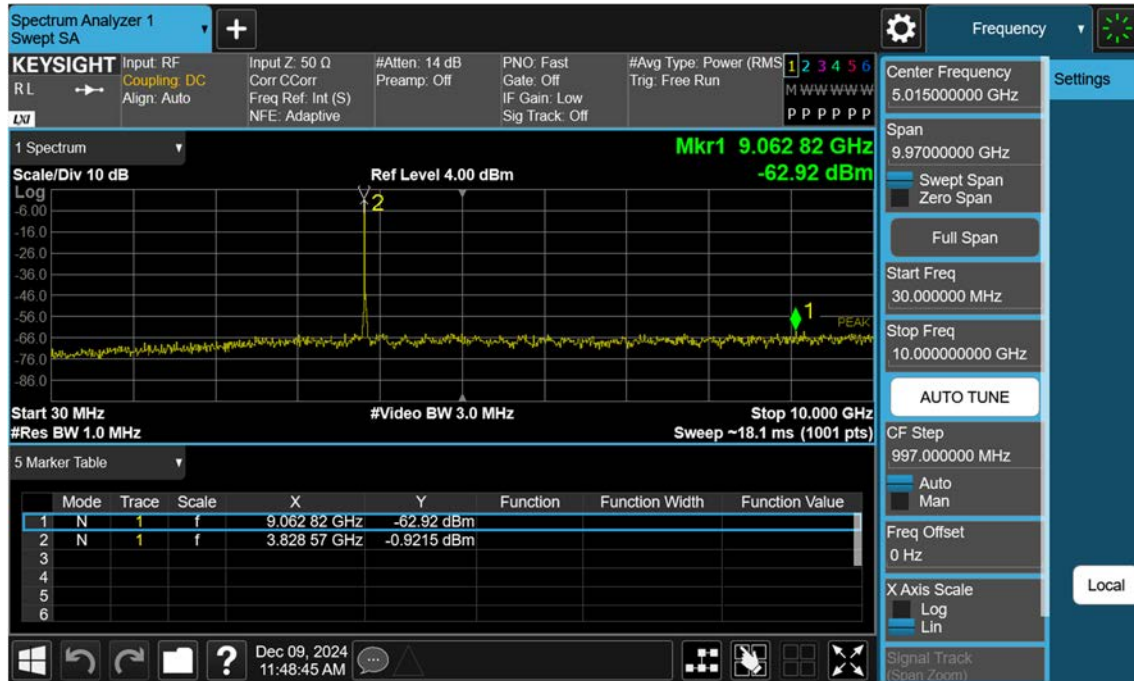 Spectrum Analyzer 1
Swept SA
+
Frequency
KEYSIGHT
RL
LXI
Input: RF
Coupling: DC
Align: Auto
Input Z: 50 Ω
Corr CCorr
Freq Ref: Int (S)
NFE: Adaptive
#Atten: 14 dB
Preamp: Off
PNO: Fast
Gate: Off
IF Gain: Low
Sig Track: Off
#Avg Type: Power (RMS
Trig: Free Run
1 2 3 4 5 6
M W W W W W
P P P P P P
1 Spectrum
Mkr1 9.062 82 GHz
Scale/Div 10 dB
Ref Level 4.00 dBm
-62.92 dBm
Log
-6.00
-16.0
-26.0
-36.0
-46.0
-56.0
-66.0
-76.0
-86.0
2
1
PEAK
Start 30 MHz
#Video BW 3.0 MHz
Stop 10.000 GHz
#Res BW 1.0 MHz
Sweep ~18.1 ms (1001 pts)
5 Marker Table
Mode Trace Scale X Y Function Function Width Function Value
1 N 1 f 9.062 82 GHz -62.92 dBm
2 N 1 f 3.828 57 GHz -0.9215 dBm
3
4
5
6
?
Dec 09, 2024
11:48:45 AM
Center Frequency
5.015000000 GHz
Span
9.97000000 GHz
Swept Span
Zero Span
Full Span
Start Freq
30.000000 MHz
Stop Freq
10.000000000 GHz
AUTO TUNE
CF Step
997.000000 MHz
Auto
Man
Freq Offset
0 Hz
X Axis Scale
Log
Lin
Signal Track
(Span Zoom)
Settings
Local